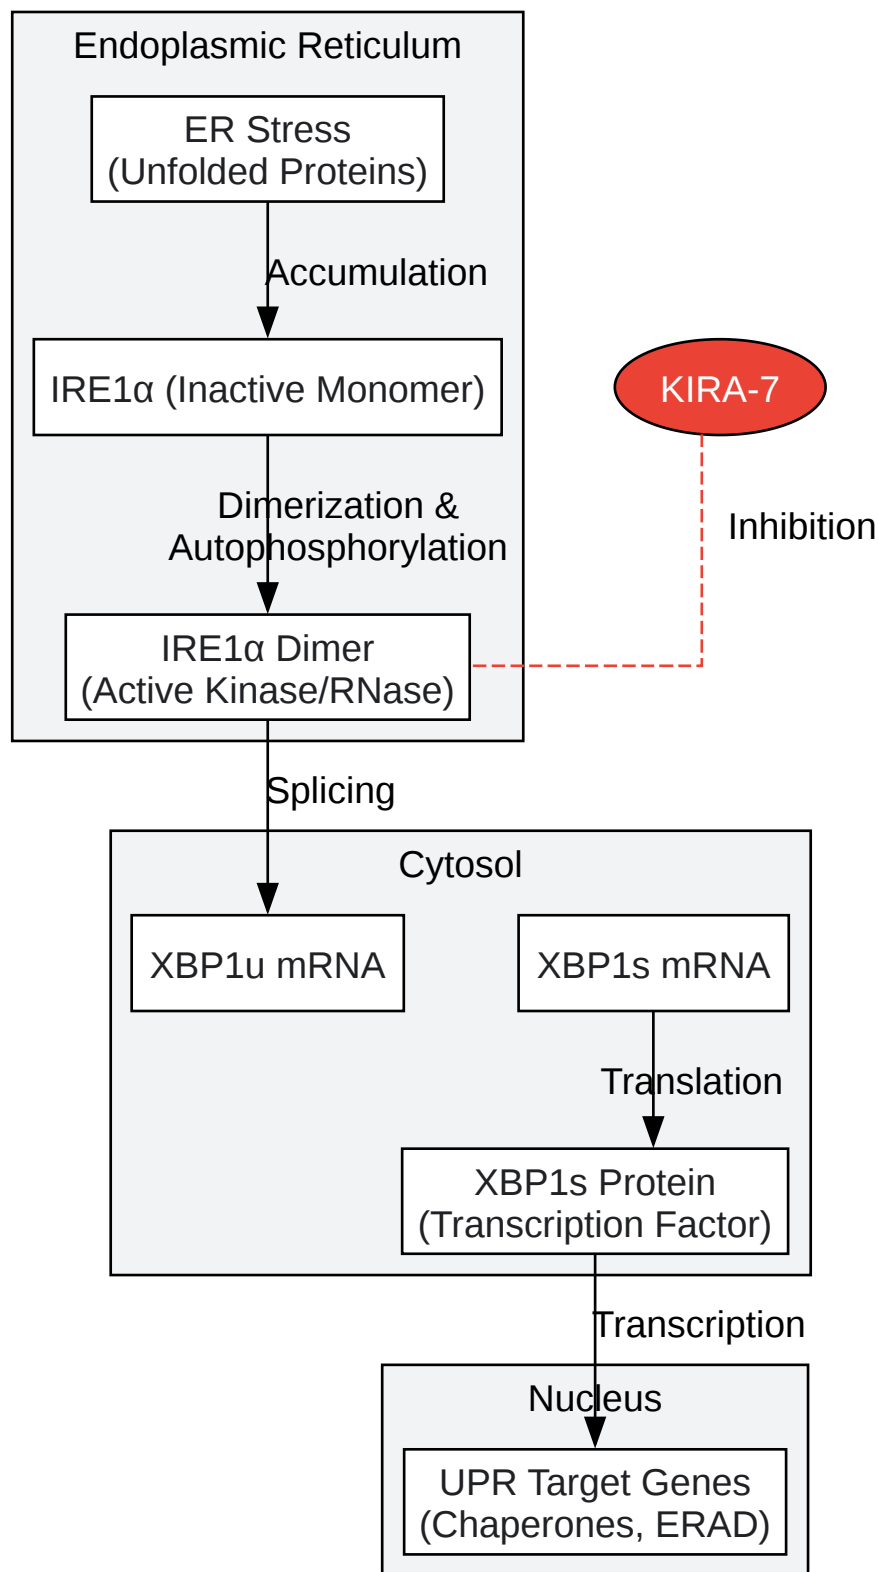 Endoplasmic Reticulum
ER Stress
(Unfolded Proteins)
Accumulation
IRE1α (Inactive Monomer)
KIRA-7
Dimerization &
Autophosphorylation
Inhibition
IRE1α Dimer
(Active Kinase/RNase)
Splicing
Cytosol
XBP1u mRNA
XBP1s mRNA
Translation
XBP1s Protein
(Transcription Factor)
Transcription
Nucleus
UPR Target Genes
(Chaperones, ERAD)